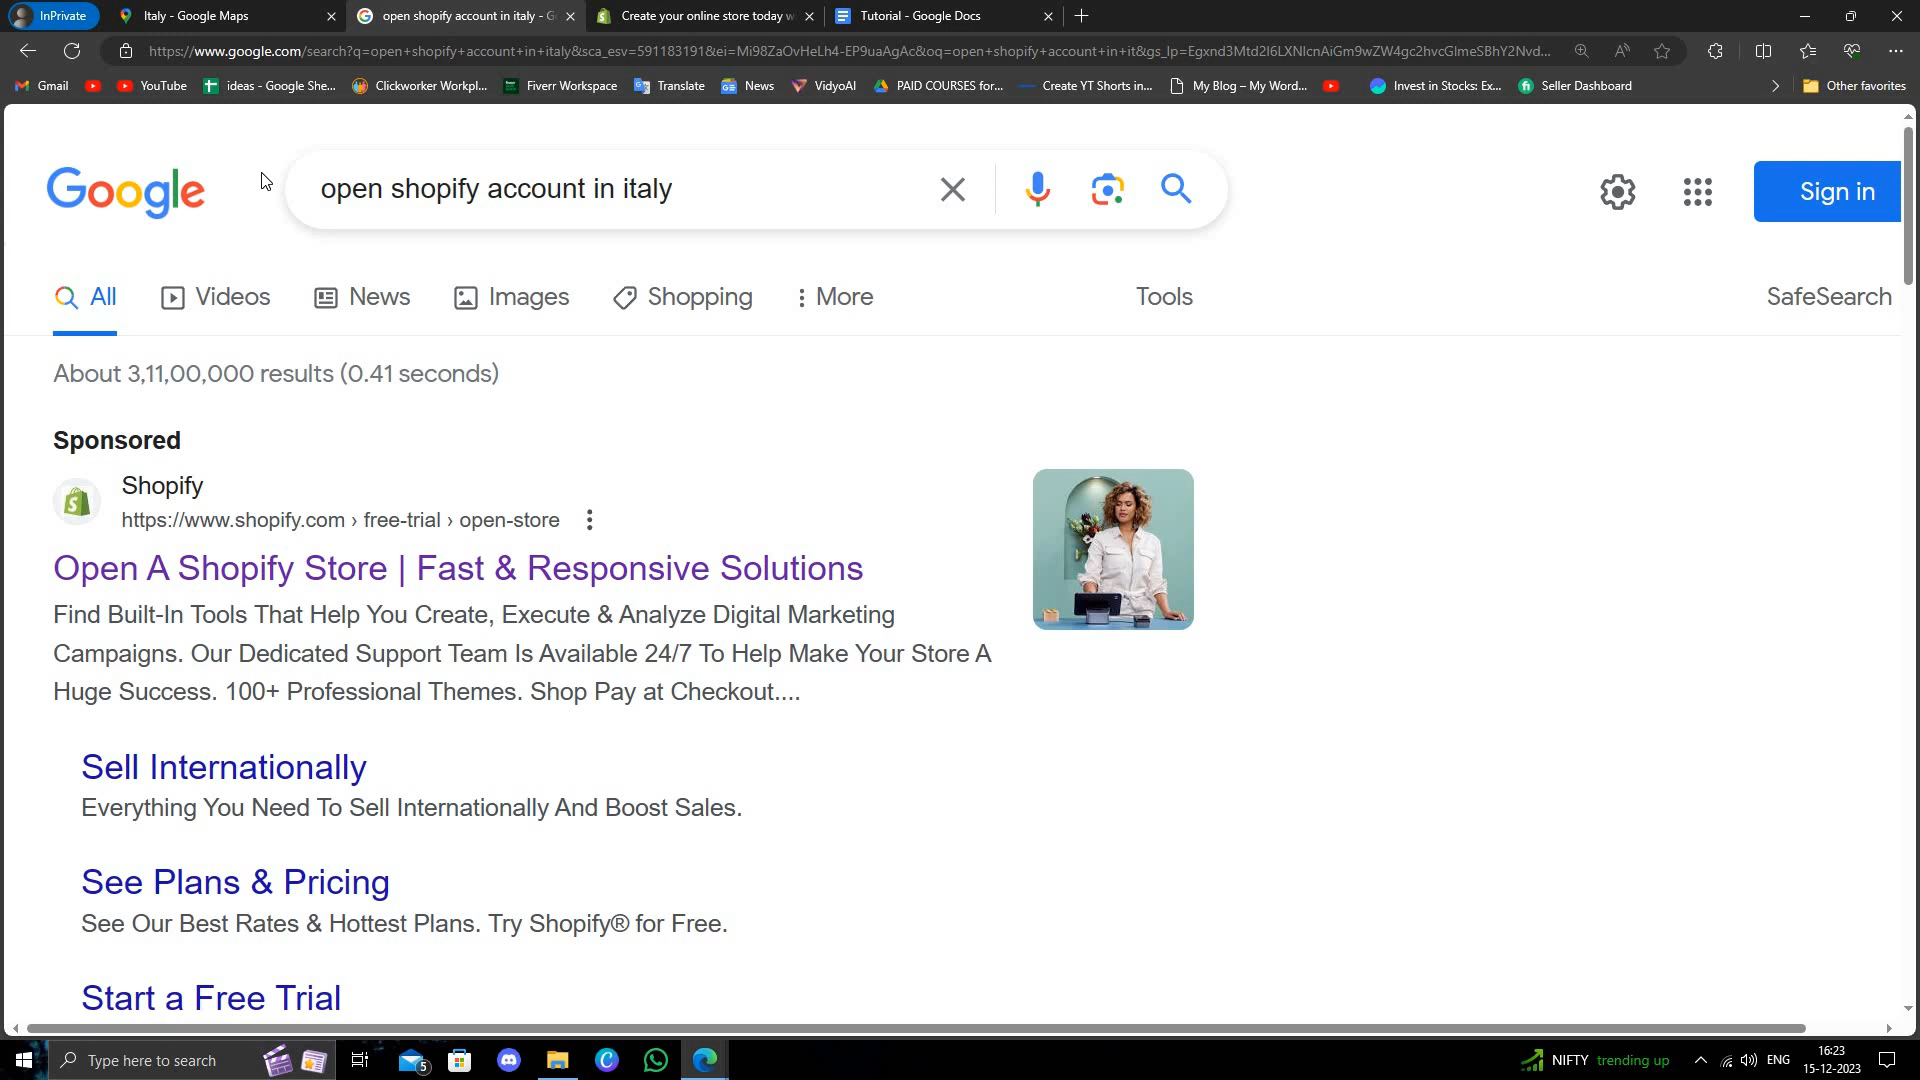 InPrivate
Italy - Google Maps
open shopify account in italy - G
Create your online store today w
Tutorial - Google Docs
https://www.google.com/search?q=open+shopify+account+in+italy&sca_esv=591183191&ei=Mi98ZaOvHeLh4-EP9uaAgAc&oq=open+shopify+account+in+it&gs_lp=Egxnd3Mtd2l6LXNlcnAiGm9wZW4gc2hvcGlmeSBhY2Nvd...
Gmail
YouTube
ideas - Google She...
Clickworker Workpl...
Fiverr Workspace
Translate
News
VidyoAI
PAID COURSES for...
Create YT Shorts in...
My Blog – My Word...
Invest in Stocks: Ex...
Seller Dashboard
Other favorites
Google
open shopify account in italy
Sign in
All
Videos
News
Images
Shopping
More
Tools
SafeSearch
About 3,11,00,000 results (0.41 seconds)
Sponsored
Shopify
https://www.shopify.com › free-trial › open-store
Open A Shopify Store | Fast & Responsive Solutions
Find Built-In Tools That Help You Create, Execute & Analyze Digital Marketing
Campaigns. Our Dedicated Support Team Is Available 24/7 To Help Make Your Store A
Huge Success. 100+ Professional Themes. Shop Pay at Checkout....
Sell Internationally
Everything You Need To Sell Internationally And Boost Sales.
See Plans & Pricing
See Our Best Rates & Hottest Plans. Try Shopify® for Free.
Start a Free Trial
Type here to search
5
NIFTY trending up
ENG
16:23
15-12-2023